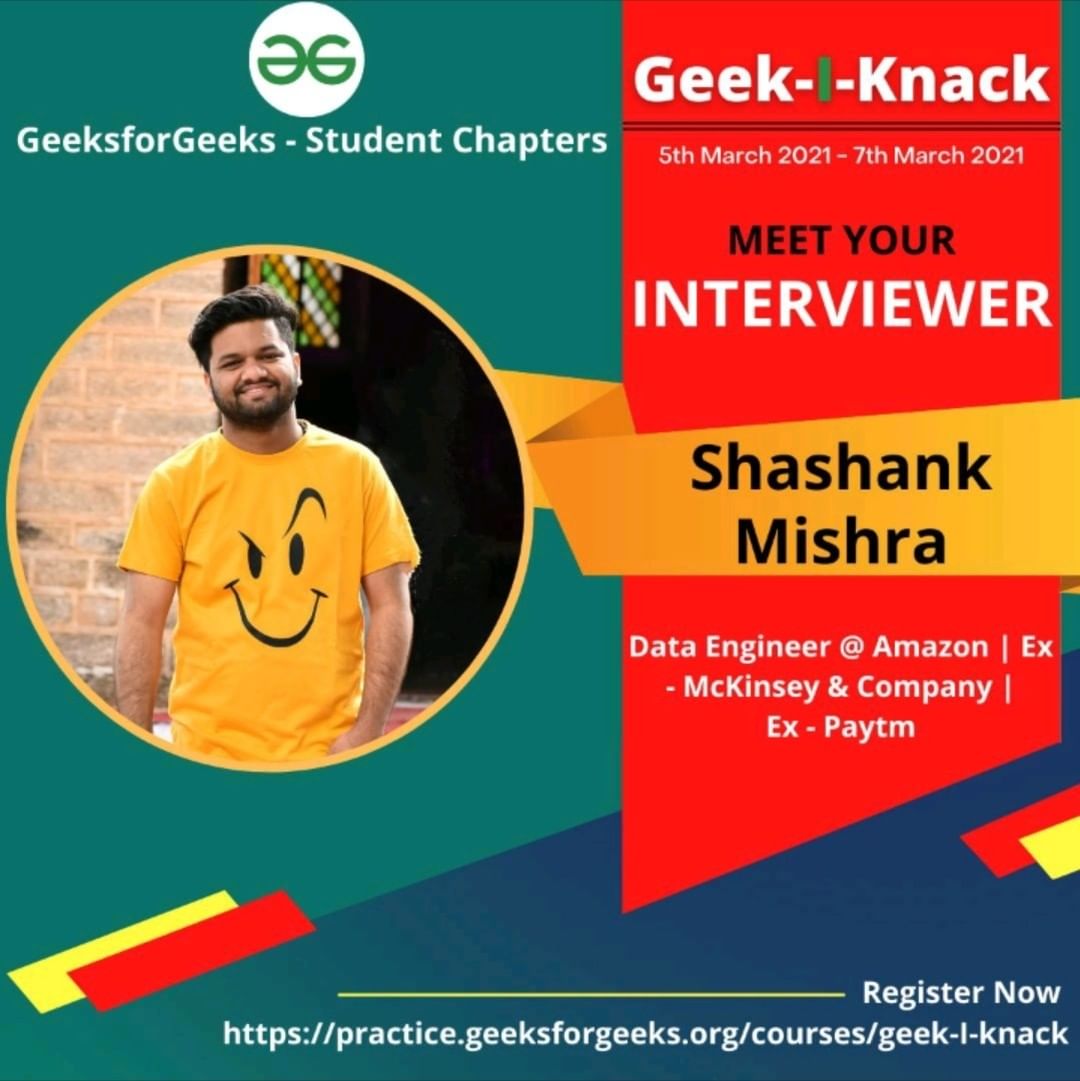 GeeksforGeeks - Student Chapters
Geek-I-Knack
5th March 2021 - 7th March 2021
MEET YOUR
INTERVIEWER
Shashank
Mishra
Data Engineer @ Amazon | Ex
- McKinsey & Company |
Ex - Paytm
Register Now
https://practice.geeksforgeeks.org/courses/geek-I-knack